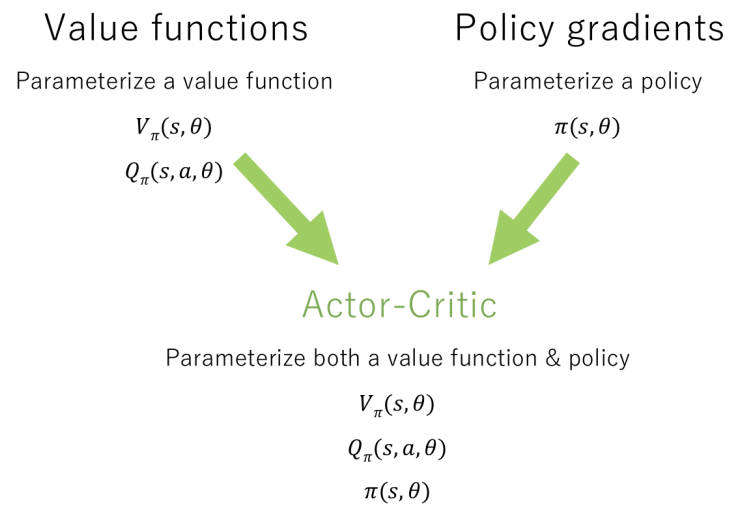 Value functions
Parameterize a value function
V_π(s, θ)
Q_π(s, a, θ)
Policy gradients
Parameterize a policy
π(s, θ)
Actor-Critic
Parameterize both a value function & policy
V_π(s, θ)
Q_π(s, a, θ)
π(s, θ)